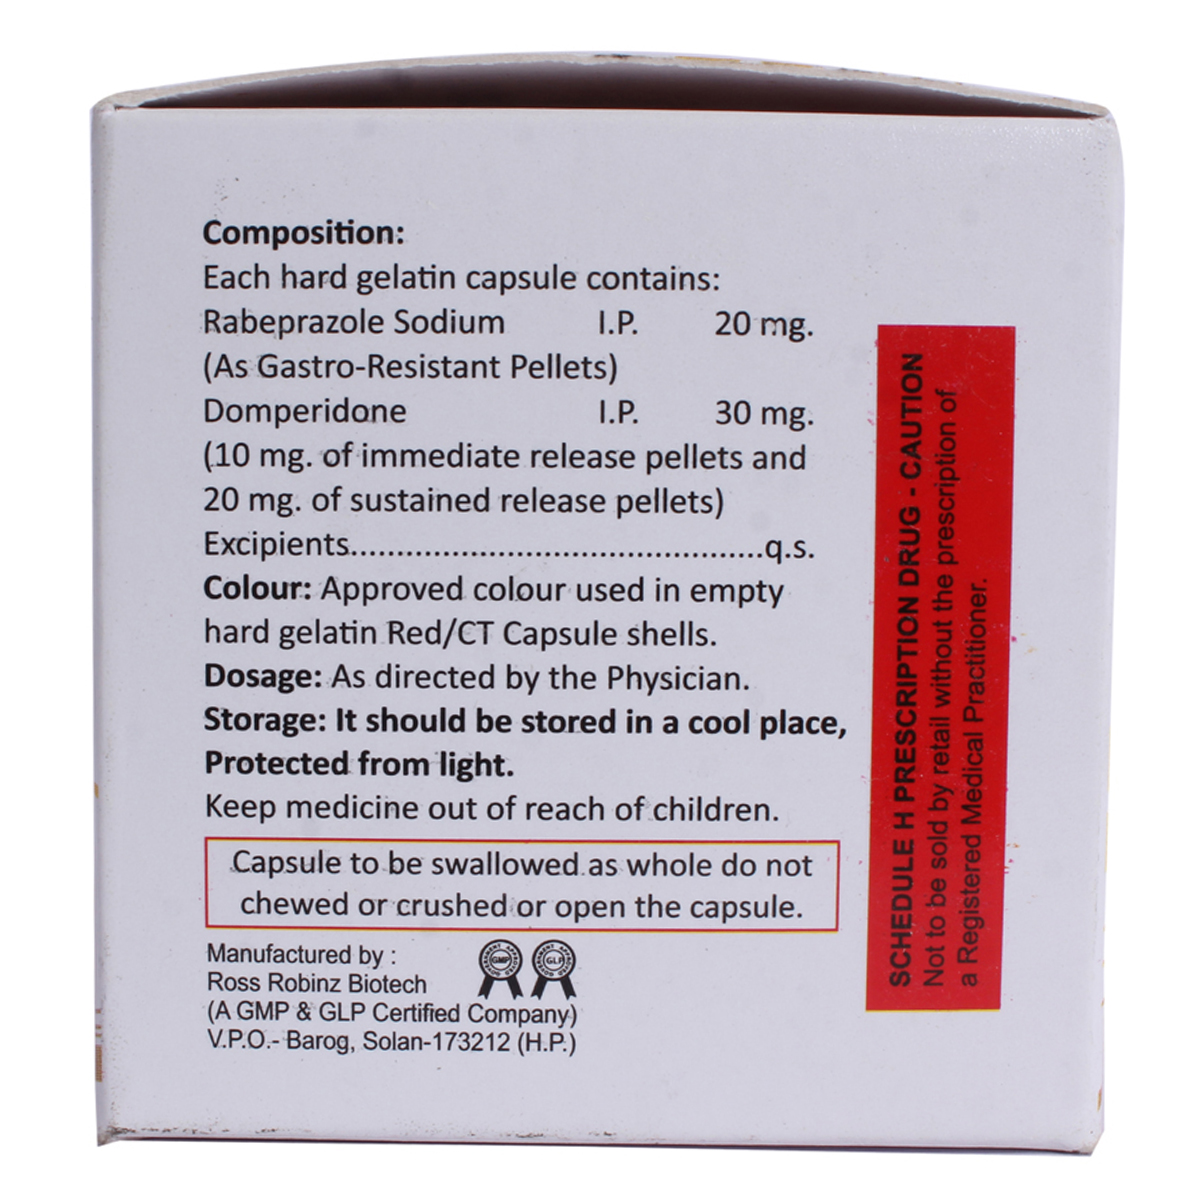 Composition:
Each hard gelatin capsule contains:
Rabeprazole Sodium I.P. 20 mg.
(As Gastro-Resistant Pellets)
Domperidone I.P. 30 mg.
(10 mg. of immediate release pellets and
20 mg. of sustained release pellets)
Excipients.............................................q.s.
Colour: Approved colour used in empty
hard gelatin Red/CT Capsule shells.
Dosage: As directed by the Physician.
Storage: It should be stored in a cool place,
Protected from light.
Keep medicine out of reach of children.
Capsule to be swallowed as whole do not
chewed or crushed or open the capsule.
Manufactured by :
Ross Robinz Biotech
(A GMP & GLP Certified Company)
V.P.O.- Barog, Solan-173212 (H.P.)
GOVERNMENT APPROVED
GMP
GOVERNMENT APPROVED
GLP
SCHEDULE H PRESCRIPTION DRUG - CAUTION
Not to be sold by retail without the prescription of
a Registered Medical Practitioner.